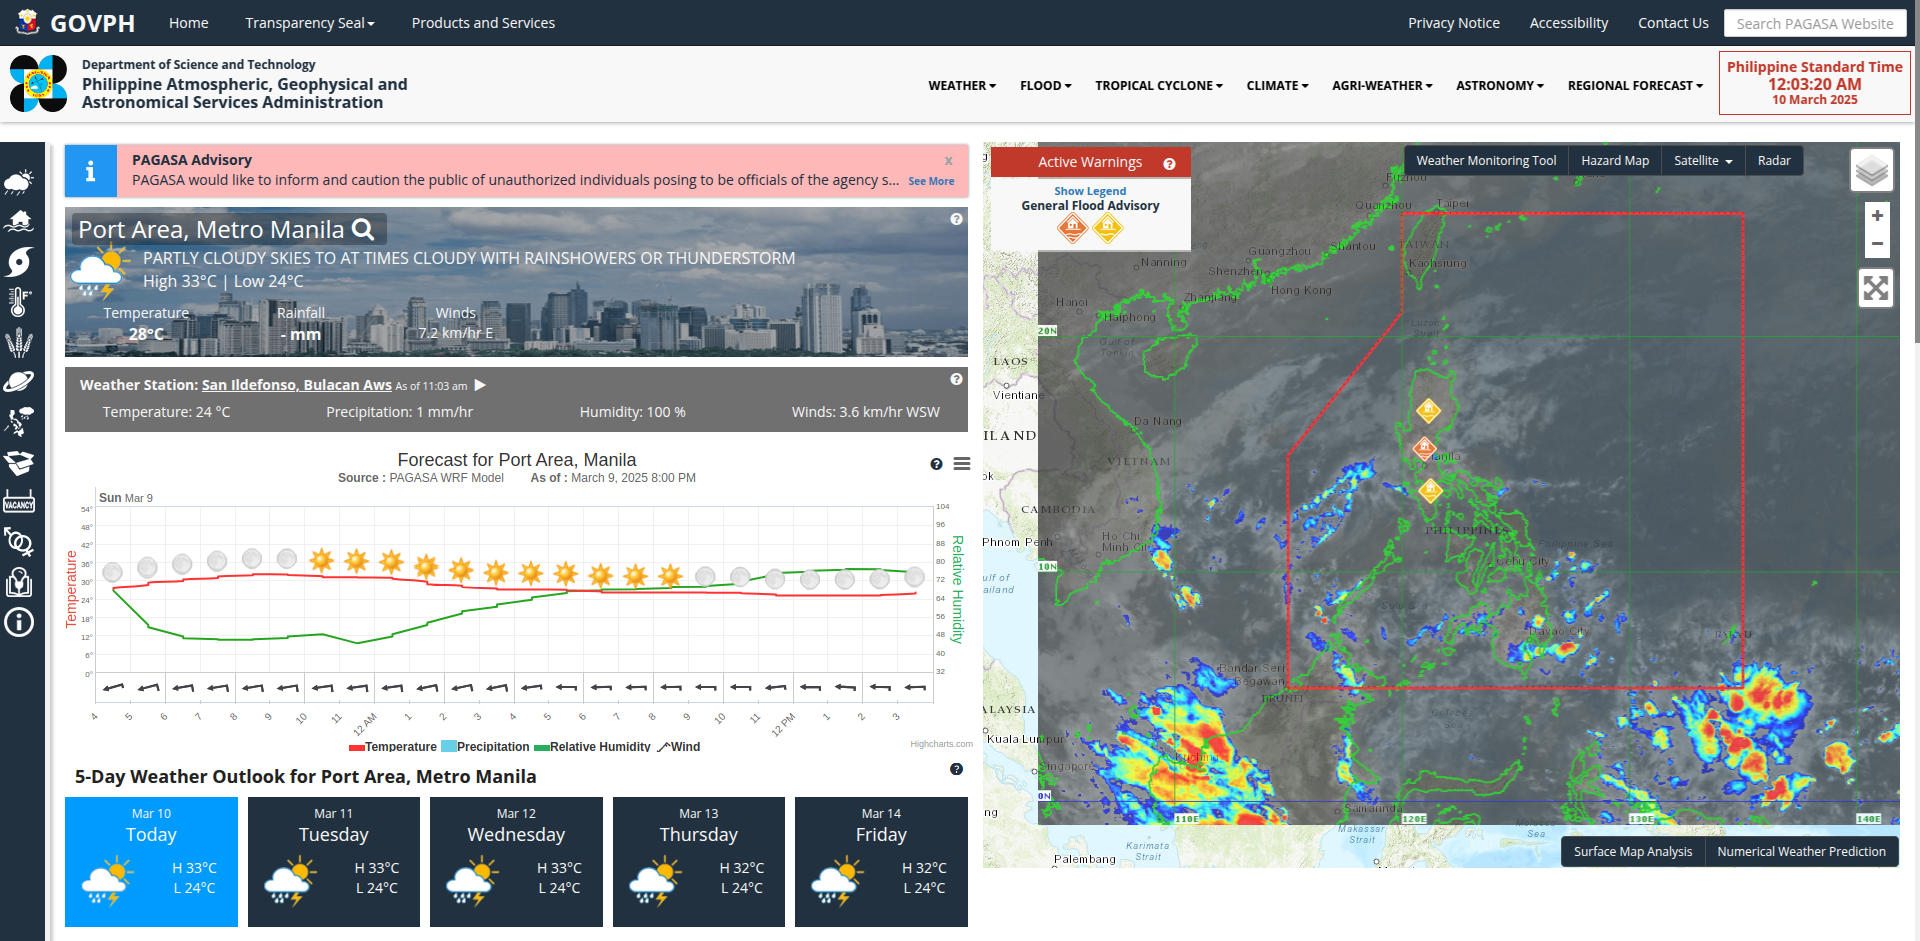 GOVPH
Home
Transparency Seal
Products and Services
Privacy Notice
Accessibility
Contact Us
Search PAGASA Website
Department of Science and Technology
Philippine Atmospheric, Geophysical and
Astronomical Services Administration
WEATHER
FLOOD
TROPICAL CYCLONE
CLIMATE
AGRI-WEATHER
ASTRONOMY
REGIONAL FORECAST
Philippine Standard Time
12:03:20 AM
10 March 2025
VACANCY
PAGASA Advisory
x
PAGASA would like to inform and caution the public of unauthorized individuals posing to be officials of the agency s... See More
Port Area, Metro Manila
PARTLY CLOUDY SKIES TO AT TIMES CLOUDY WITH RAINSHOWERS OR THUNDERSTORM
High 33°C | Low 24°C
Temperature
28°C
Rainfall
- mm
Winds
7.2 km/hr E
Weather Station: San Ildefonso, Bulacan Aws As of 11:03 am
Temperature: 24 °C
Precipitation: 1 mm/hr
Humidity: 100 %
Winds: 3.6 km/hr WSW
Forecast for Port Area, Manila
Source : PAGASA WRF Model As of : March 9, 2025 8:00 PM
Sun Mar 9
Temperature
54°
48°
42°
36°
30°
24°
18°
12°
6°
0°
104
96
88
80
72
64
56
48
40
32
Relative Humidity
4 5 6 7 8 9 10 11 12 AM 1 2 3 4 5 6 7 8 9 10 11 12 PM 1 2 3
Temperature Precipitation Relative Humidity Wind
Highcharts.com
5-Day Weather Outlook for Port Area, Metro Manila
Mar 10
Today
H 33°C
L 24°C
Mar 11
Tuesday
H 33°C
L 24°C
Mar 12
Wednesday
H 33°C
L 24°C
Mar 13
Thursday
H 32°C
L 24°C
Mar 14
Friday
H 32°C
L 24°C
Active Warnings
Show Legend
General Flood Advisory
Weather Monitoring Tool
Hazard Map
Satellite
Radar
+
−
Fuzhou
Quanzhou
Taipei
TAIWAN
Kaohsiung
Shantou
Guangzhou
Shenzhen
Hong Kong
Nanning
Zhanjiang
Hanoi
Haiphong
Gulf of
Tonkin
Luzon
Strait
20N
LAOS
Vientiane
Da Nang
ILAND
VIETNAM
Manila
ok
CAMBODIA
Phnom Penh
Ho Chi
Minh City
PHILIPPINES
Philippine Sea
Cebu City
10N
ulf of
ailand
Sulu S
Davao City
PALAU
Bandar Seri
Begawan
BRUNEI
ALAYSIA
Kuala Lumpur
Kuching
Singapore
0N
ng
Samarinda
110E
120E
130E
140E
Makassar
Strait
Molucca
Sea
Karimata
Strait
Palembang
Surface Map Analysis
Numerical Weather Prediction